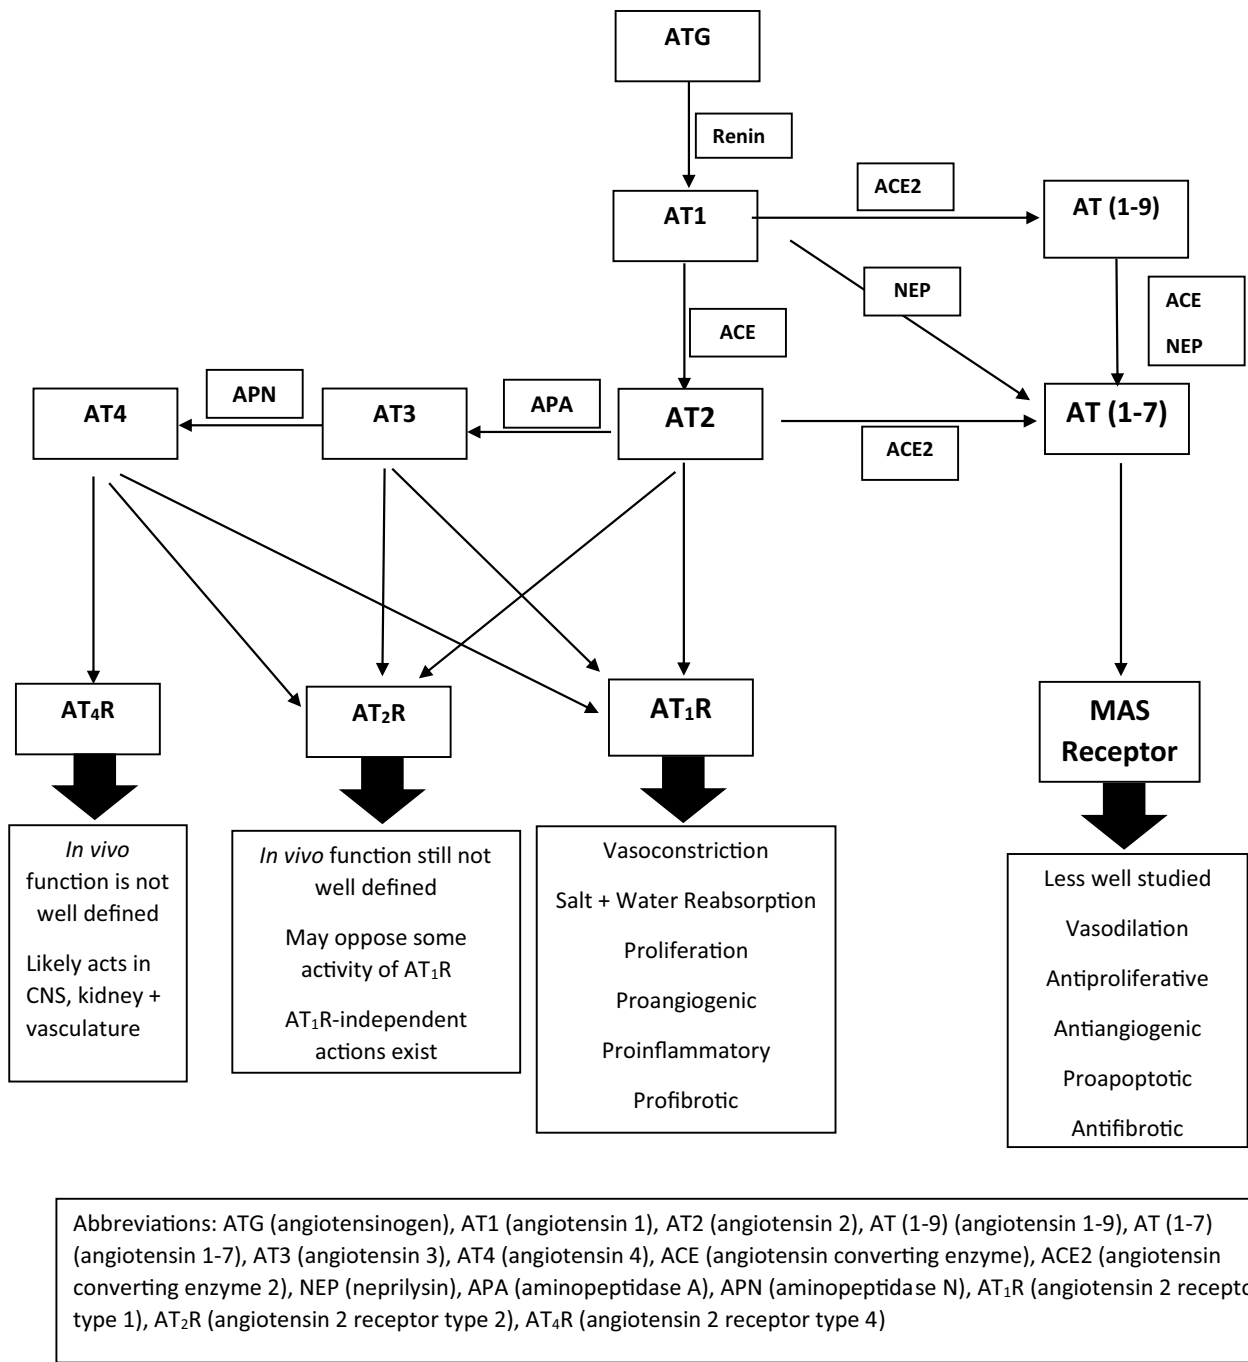 ATG
Renin
AT1
ACE2
AT (1-9)
NEP
ACE
NEP
ACE
AT4
APN
AT3
APA
AT2
ACE2
AT (1-7)
AT₄R
AT₂R
AT₁R
MAS
Receptor
In vivo
function is not
well defined
Likely acts in
CNS, kidney +
vasculature
In vivo function still not
well defined
May oppose some
activity of AT₁R
AT₁R-independent
actions exist
Vasoconstriction
Salt + Water Reabsorption
Proliferation
Proangiogenic
Proinflammatory
Profibrotic
Less well studied
Vasodilation
Antiproliferative
Antiangiogenic
Proapoptotic
Antifibrotic
Abbreviations: ATG (angiotensinogen), AT1 (angiotensin 1), AT2 (angiotensin 2), AT (1-9) (angiotensin 1-9), AT (1-7)
(angiotensin 1-7), AT3 (angiotensin 3), AT4 (angiotensin 4), ACE (angiotensin converting enzyme), ACE2 (angiotensin
converting enzyme 2), NEP (neprilysin), APA (aminopeptidase A), APN (aminopeptidase N), AT₁R (angiotensin 2 recepto
type 1), AT₂R (angiotensin 2 receptor type 2), AT₄R (angiotensin 2 receptor type 4)